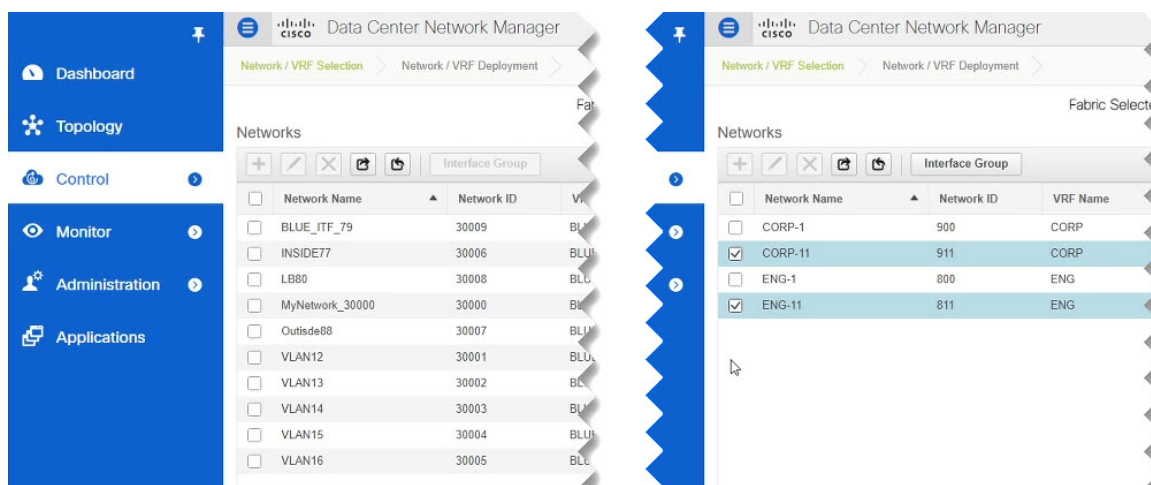 cisco Data Center Network Manager
Network / VRF Selection Network / VRF Deployment
Networks
Interface Group
Network Name Network ID
BLUE_ITF_79 30009
INSIDE77 30006
LB80 30008
MyNetwork_30000 30000
Outisde88 30007
VLAN12 30001
VLAN13 30002
VLAN14 30003
VLAN15 30004
VLAN16 30005
Dashboard
Topology
Control
Monitor
Administration
Applications
cisco Data Center Network Manager
Network / VRF Selection Network / VRF Deployment
Fabric
Networks
Interface Group
Network Name Network ID VRF Name
CORP-1 900 CORP
CORP-11 911 CORP
ENG-1 800 ENG
ENG-11 811 ENG